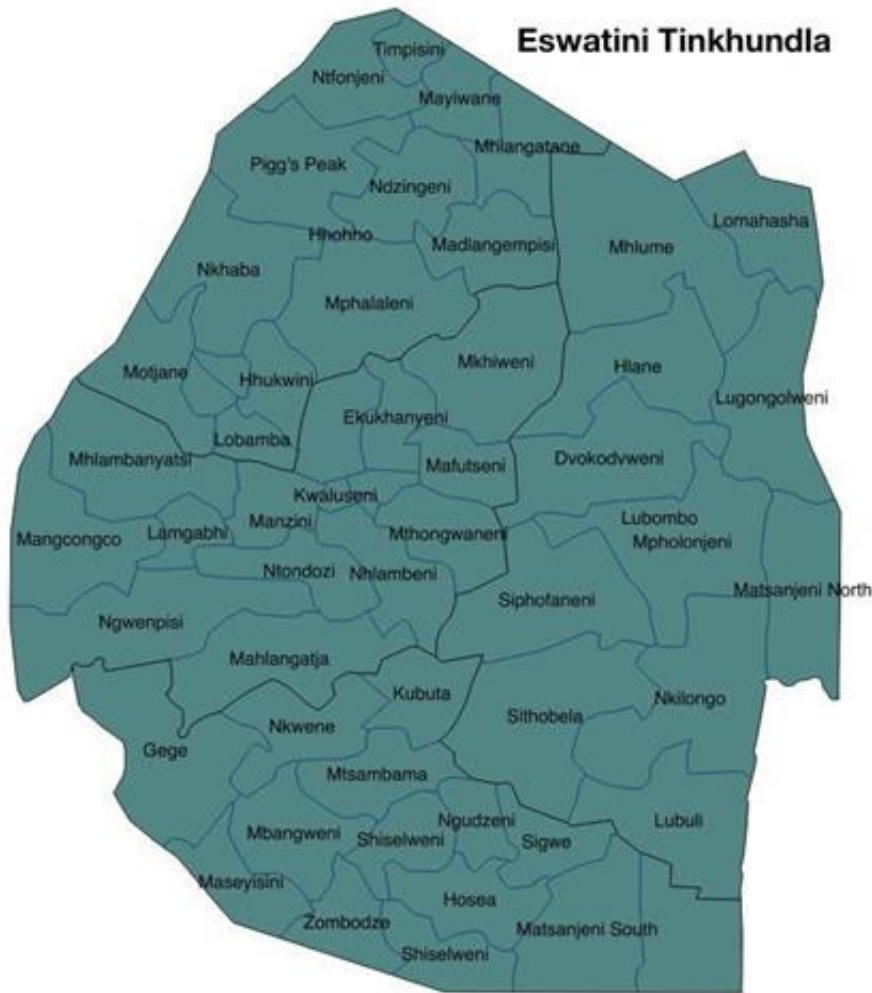 Eswatini Tinkhundla
Timpisini
Ntfonjeni
Mayiwane
Mhlangatane
Pigg's Peak
Ndzingeni
Lomahasha
Hhohho
Madlangempisi
Mhlume
Nkhaba
Mphalaleni
Mkhiweni
Motjane
Hhukwini
Hlane
Lugongolweni
Ekukhanyeni
Lobamba
Mhlambanyatsi
Mafutseni
Dvokodvweni
Kwaluseni
Manzini
Lubombo
Mangcongco
Lamgabhi
Mthongwaneni
Mpholonjeni
Ntondozi
Nhlambeni
Matsanjeni North
Siphofaneni
Ngwenpisi
Mahlangatja
Kubuta
Nkilongo
Nkwene
Sithobela
Gege
Mtsambama
Ngudzeni
Lubuli
Mbangweni
Shiselweni
Sigwe
Maseyisini
Hosea
Zombodze
Matsanjeni South
Shiselweni